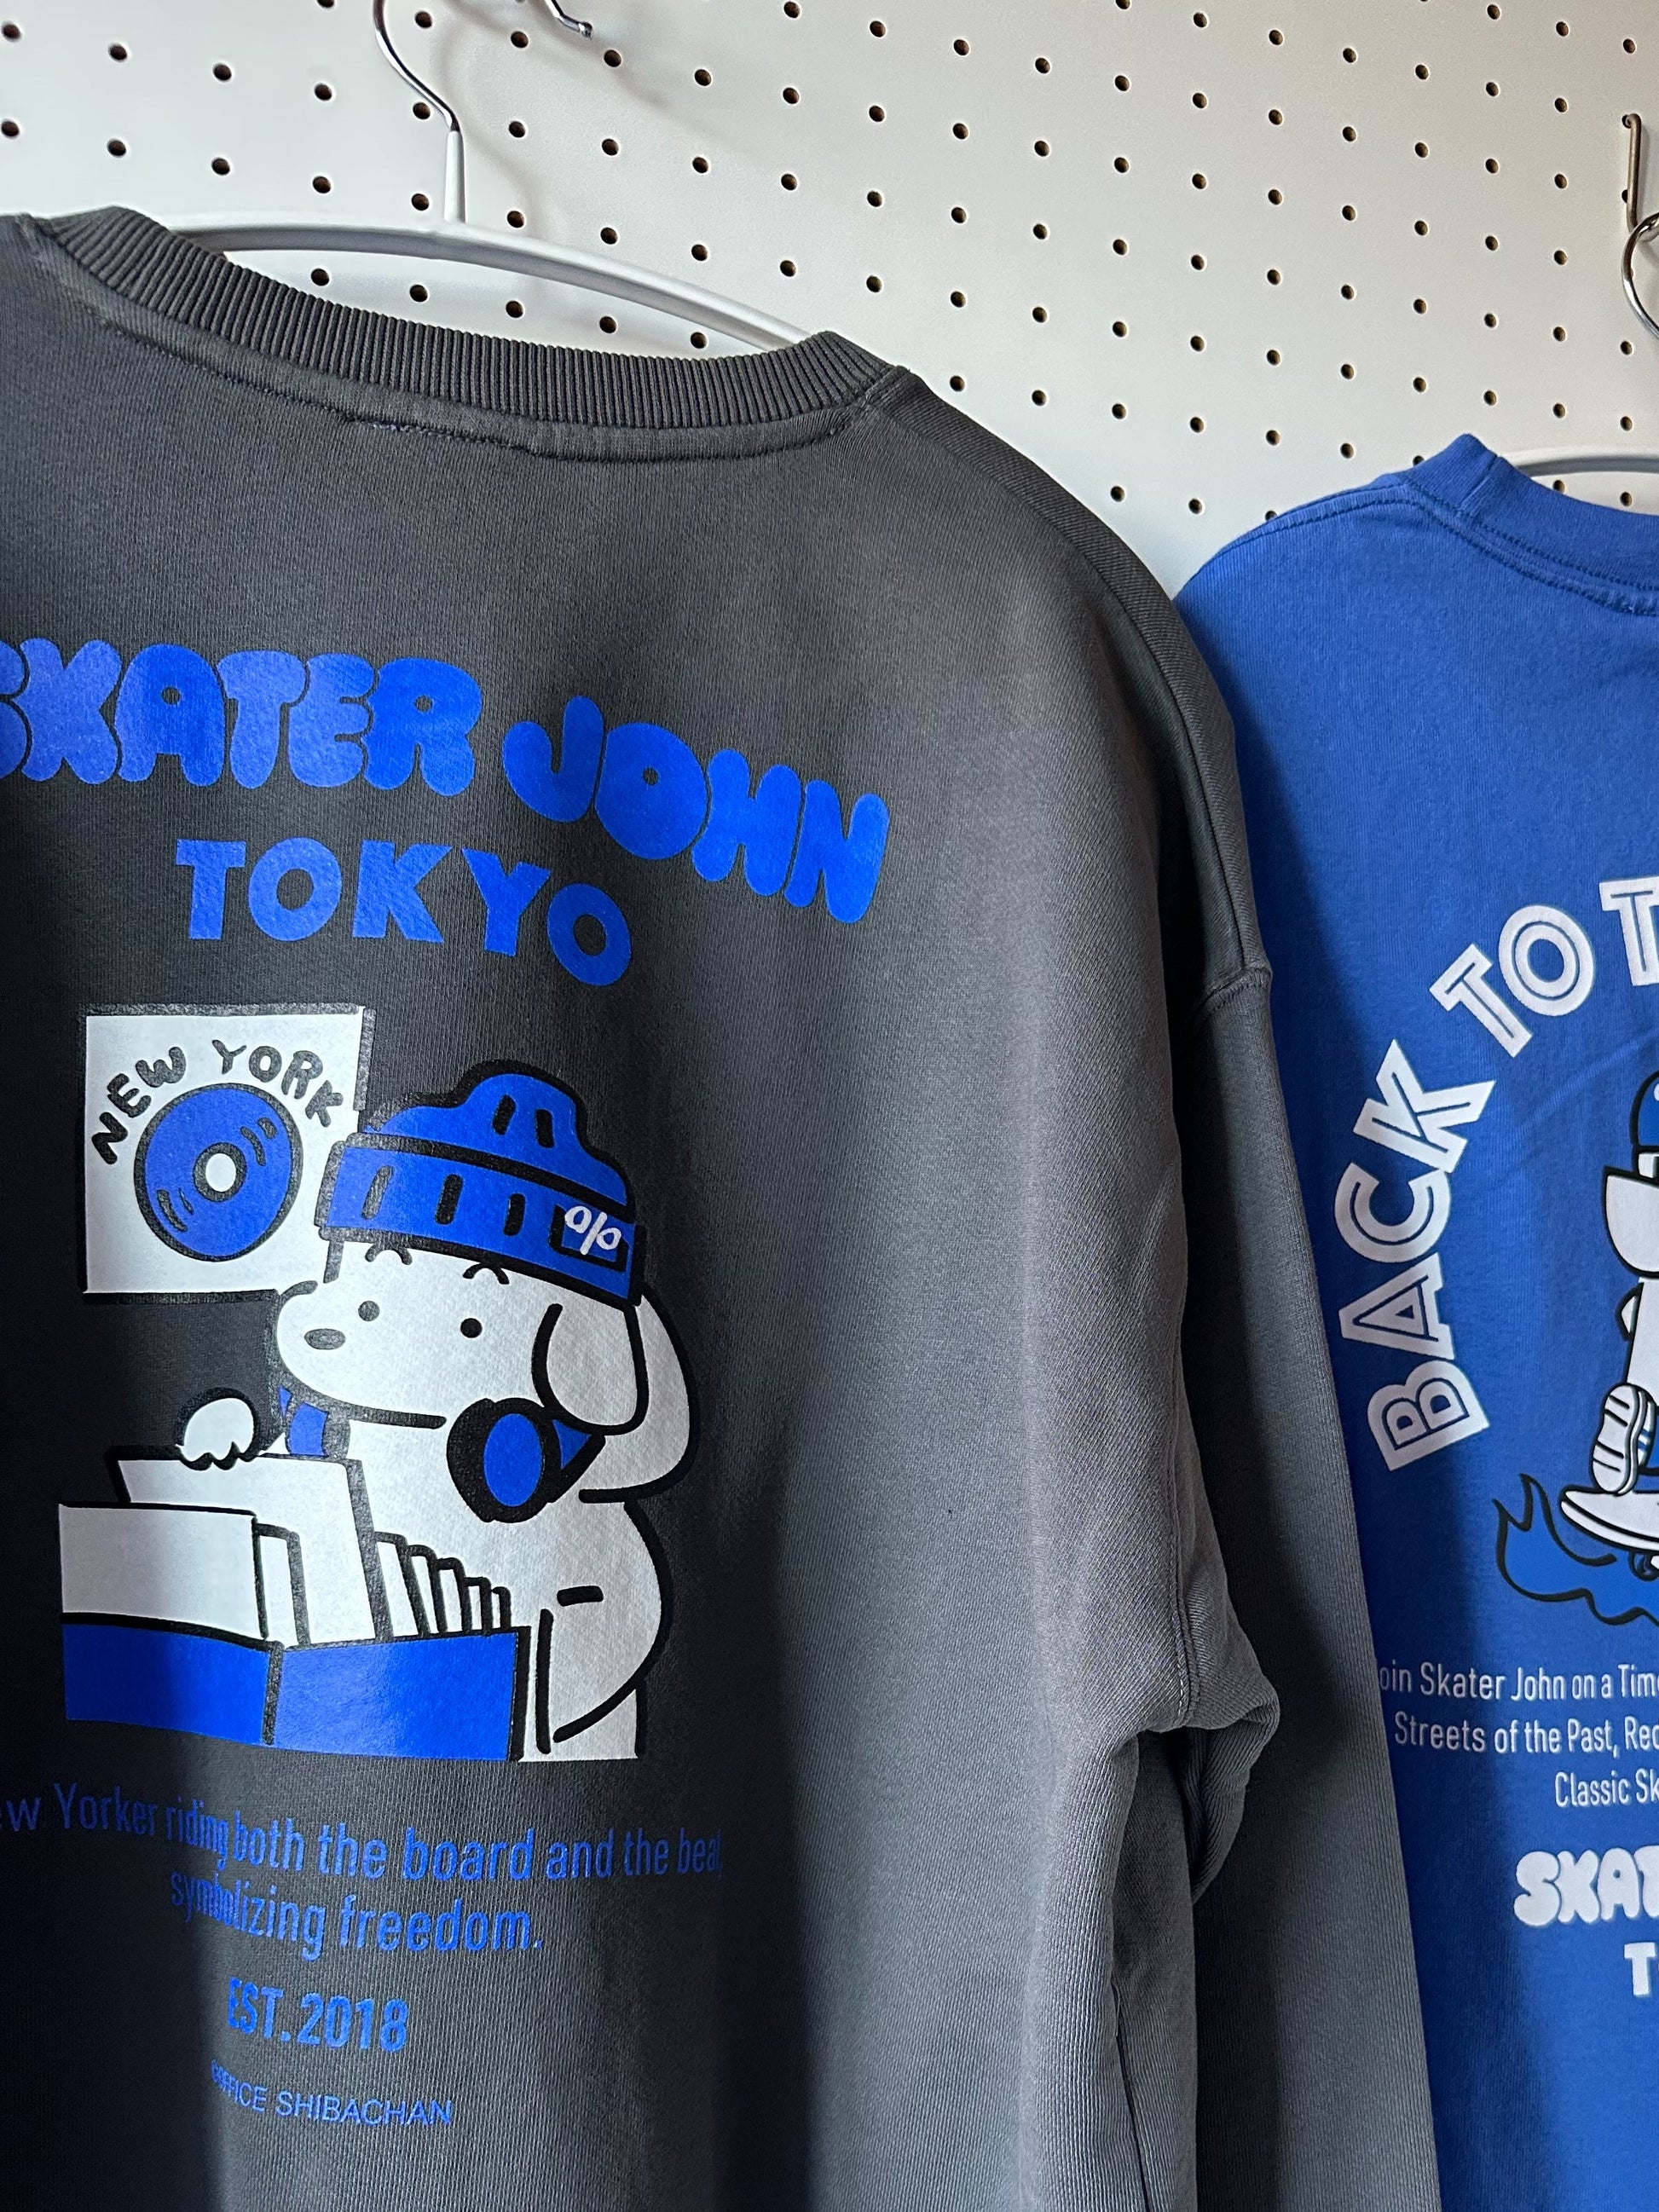 SKATER JOHN
TOKYO
NEW YORK
%
ew Yorker riding both the board and the beat,
symbolizing freedom.
EST. 2018
OFFICE SHIBACHAN
BACK TO T
oin Skater John on a Time
Streets of the Past, Rec
Classic Sk
SKAT
T